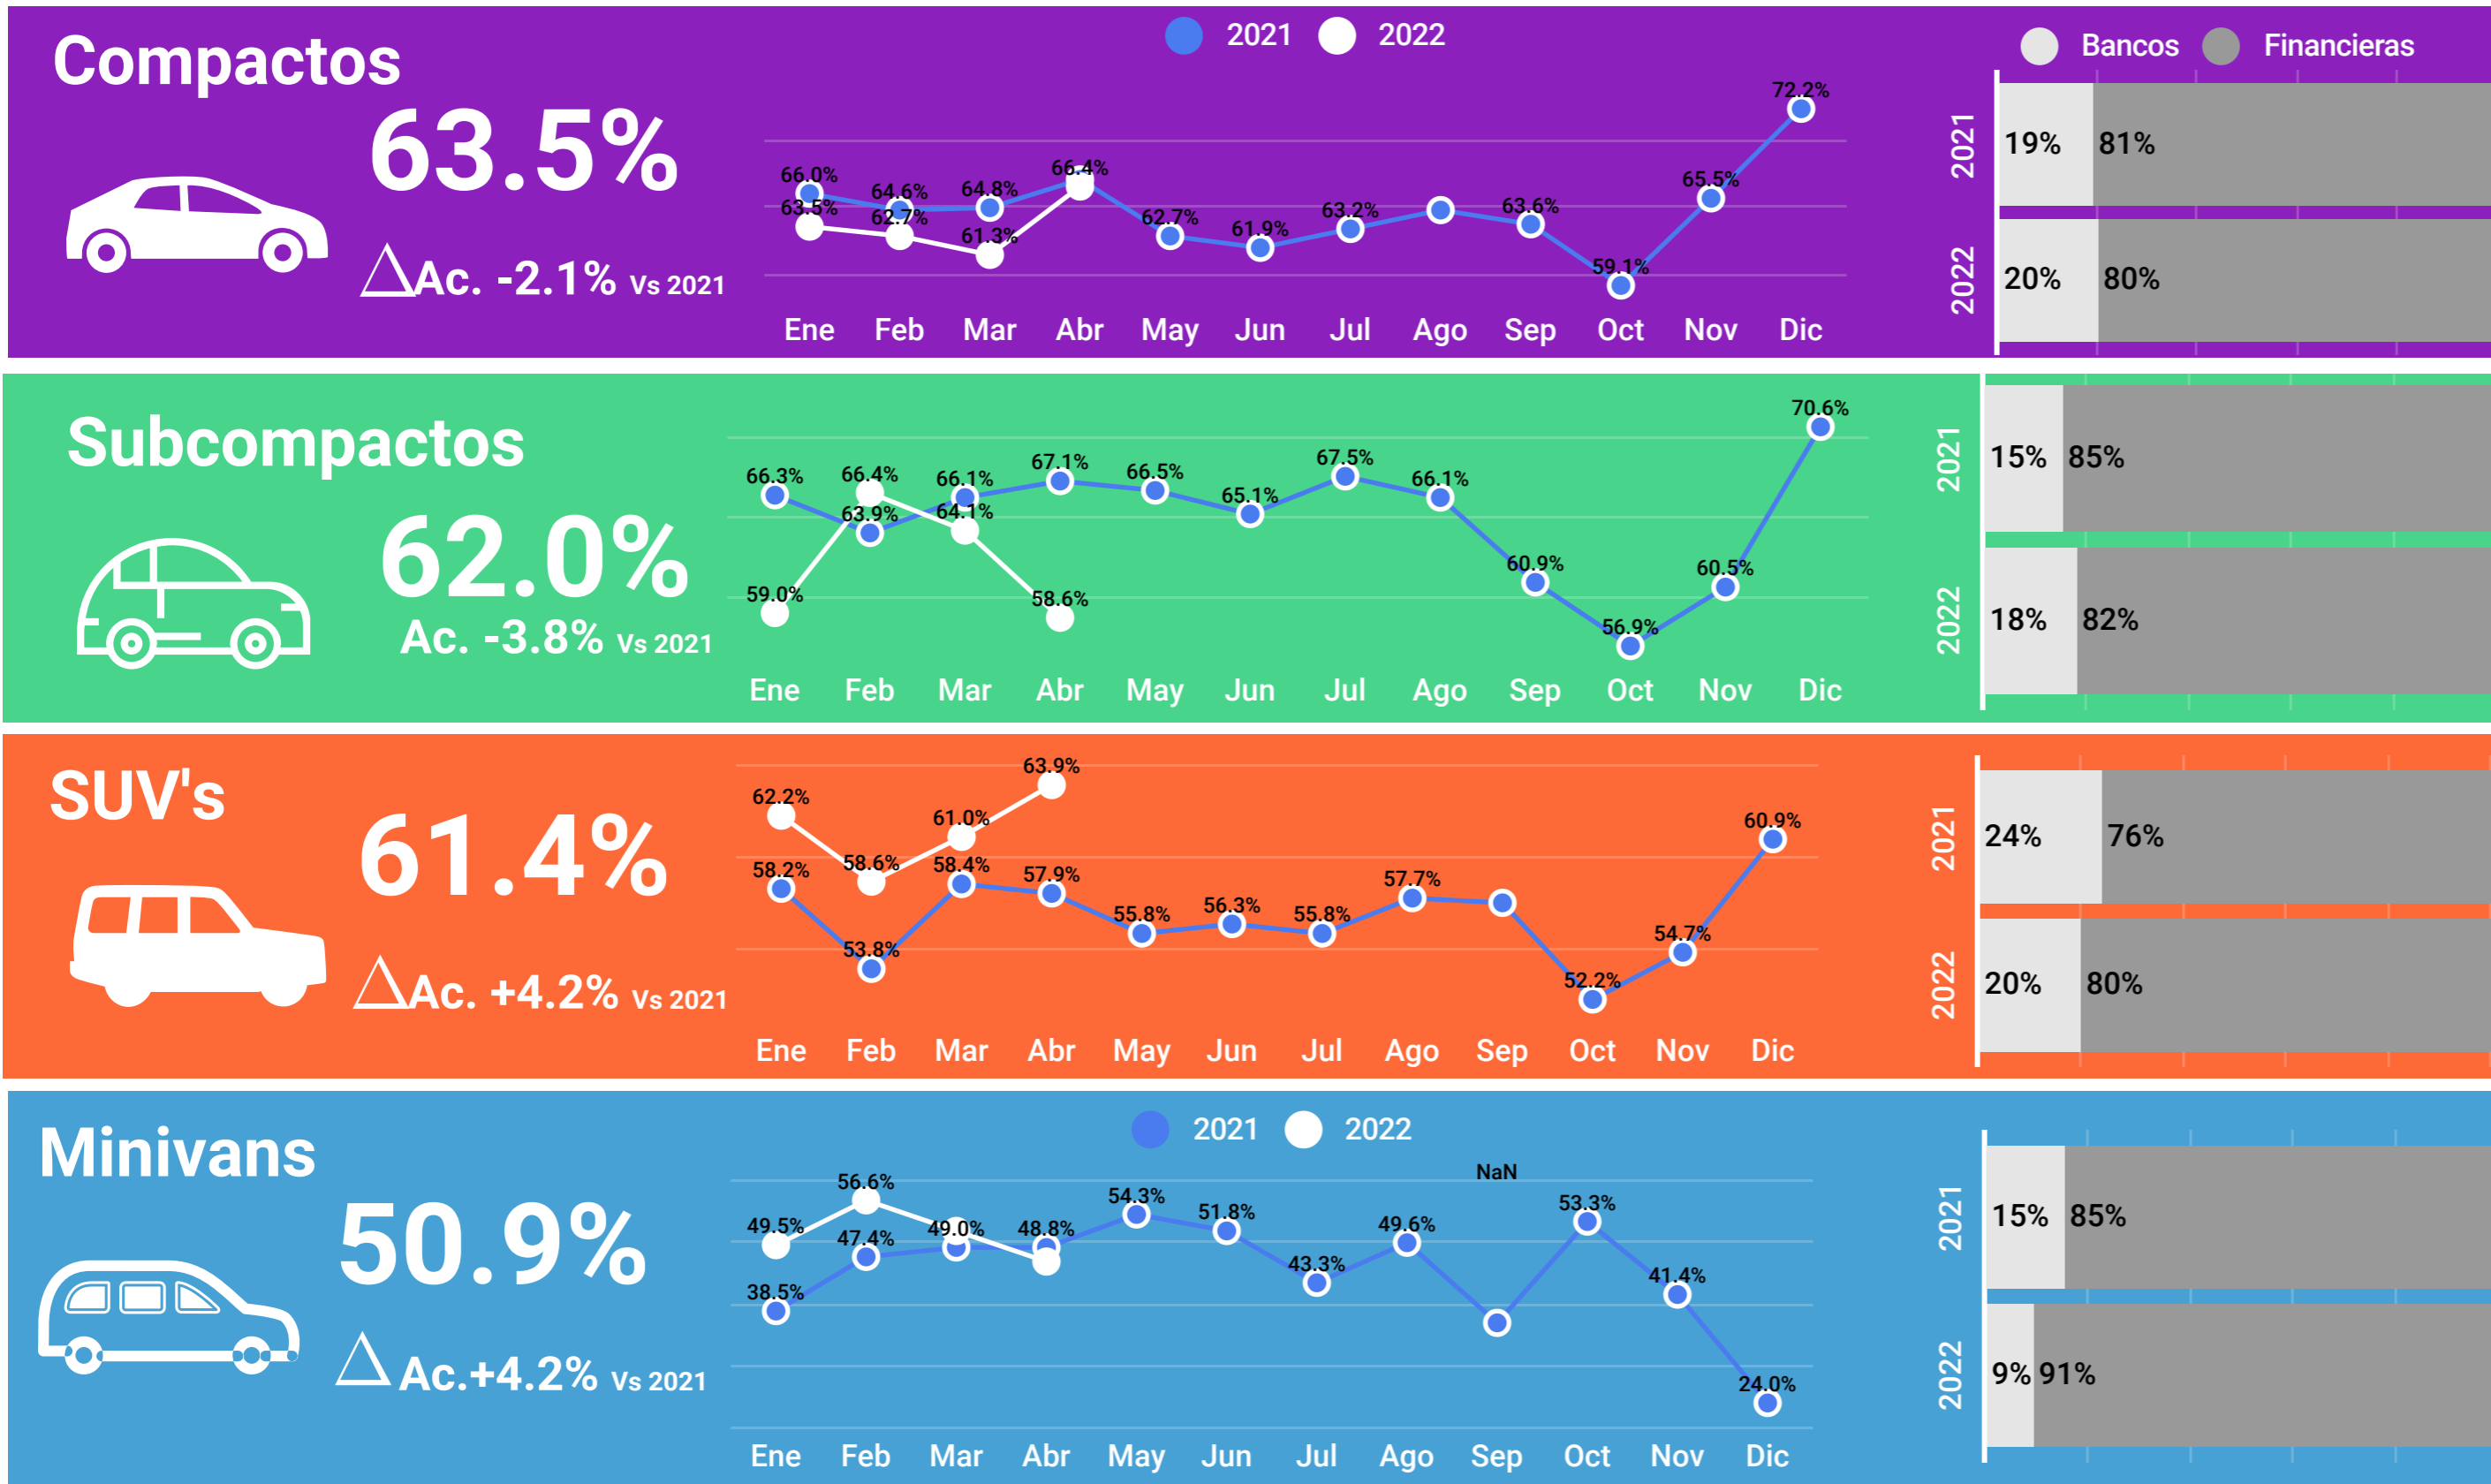 Compactos
63.5%
Ac. -2.1% Vs 2021
2021 2022
66.0% 64.6% 64.8% 66.4% 62.7% 61.9% 63.2% 63.6% 59.1% 65.5% 72.2%
63.5% 62.7% 61.3%
Ene Feb Mar Abr May Jun Jul Ago Sep Oct Nov Dic
Bancos Financieras
2021 19% 81%
2022 20% 80%
Subcompactos
62.0%
Ac. -3.8% Vs 2021
66.3% 63.9% 66.1% 67.1% 66.5% 65.1% 67.5% 66.1% 60.9% 56.9% 60.5% 70.6%
59.0% 66.4% 64.1% 58.6%
Ene Feb Mar Abr May Jun Jul Ago Sep Oct Nov Dic
2021 15% 85%
2022 18% 82%
SUV's
61.4%
Ac. +4.2% Vs 2021
62.2% 58.6% 61.0% 63.9%
58.2% 53.8% 58.4% 57.9% 55.8% 56.3% 55.8% 57.7% 52.2% 54.7% 60.9%
Ene Feb Mar Abr May Jun Jul Ago Sep Oct Nov Dic
2021 24% 76%
2022 20% 80%
Minivans
50.9%
Ac.+4.2% Vs 2021
2021 2022
NaN
49.5% 56.6%
38.5% 47.4% 49.0% 48.8% 54.3% 51.8% 43.3% 49.6% 53.3% 41.4% 24.0%
Ene Feb Mar Abr May Jun Jul Ago Sep Oct Nov Dic
2021 15% 85%
2022 9% 91%